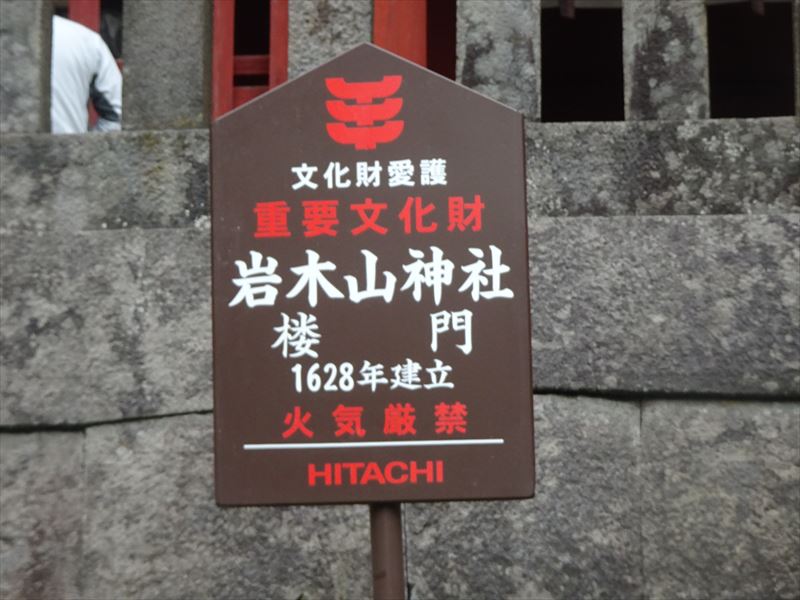 文化財愛護
重要文化財
岩木山神社
楼門
1628年建立
火気厳禁
HITACHI